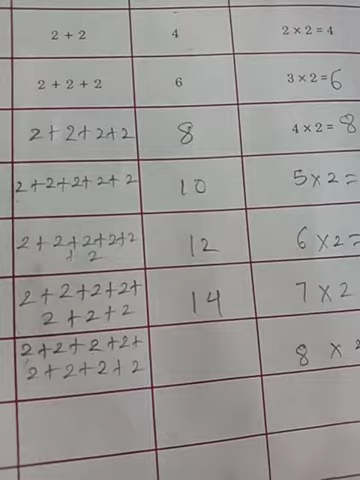 2 + 2 4 2 × 2 = 4
2 + 2 + 2 6 3 × 2 = 6
2 + 2 + 2 + 2 8 4 × 2 = 8
2 + 2 + 2 + 2 + 2 10 5 × 2 =
2 + 2 + 2 + 2 + 2 12 6 × 2 =
+ 2
2 + 2 + 2 + 2 + 14 7 × 2
2 + 2 + 2
2 + 2 + 2 + 2 +
2 + 2 + 2 + 2 8 × 2